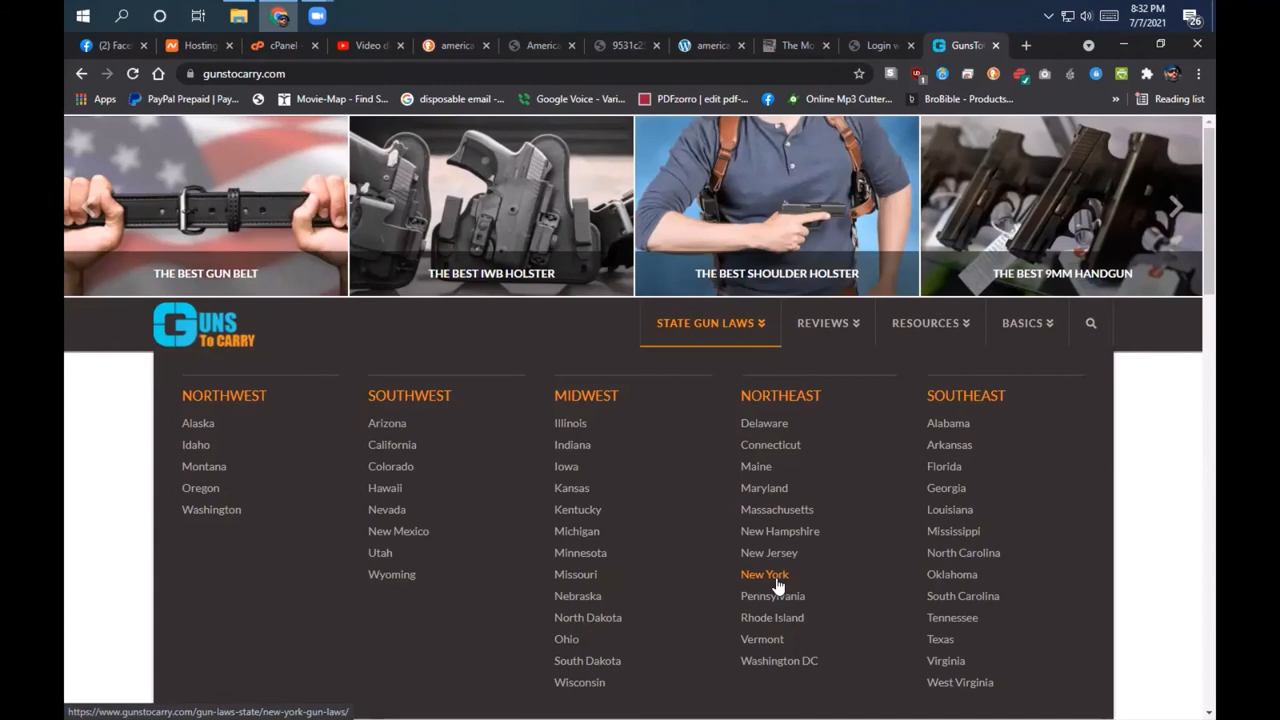 8:32 PM
7/7/2021
26
(2) Face
Hosting
cPanel
Video d
america
America
9531c2
america
The Mo
Login w
GunsTo
gunstocarry.com
1
Apps
PayPal Prepaid | Pay...
Movie-Map - Find S...
disposable email -...
Google Voice - Vari...
PDFzorro | edit pdf-...
Online Mp3 Cutter...
BroBible - Products...
»
Reading list
THE BEST GUN BELT
THE BEST IWB HOLSTER
THE BEST SHOULDER HOLSTER
THE BEST 9MM HANDGUN
GUNS
To CARRY
STATE GUN LAWS
REVIEWS
RESOURCES
BASICS
NORTHWEST
Alaska
Idaho
Montana
Oregon
Washington
SOUTHWEST
Arizona
California
Colorado
Hawaii
Nevada
New Mexico
Utah
Wyoming
MIDWEST
Illinois
Indiana
Iowa
Kansas
Kentucky
Michigan
Minnesota
Missouri
Nebraska
North Dakota
Ohio
South Dakota
Wisconsin
NORTHEAST
Delaware
Connecticut
Maine
Maryland
Massachusetts
New Hampshire
New Jersey
New York
Pennsylvania
Rhode Island
Vermont
Washington DC
SOUTHEAST
Alabama
Arkansas
Florida
Georgia
Louisiana
Mississippi
North Carolina
Oklahoma
South Carolina
Tennessee
Texas
Virginia
West Virginia
https://www.gunstocarry.com/gun-laws-state/new-york-gun-laws/